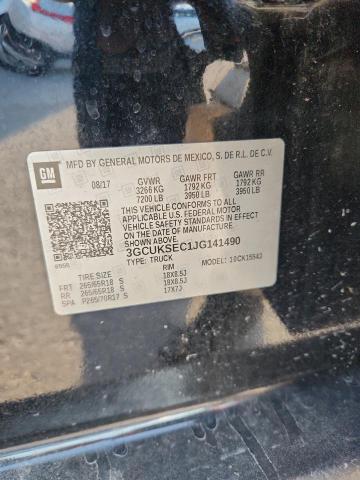 GM
MFD BY GENERAL MOTORS DE MEXICO, S. DE R.L. DE C.V.
08/17 GVWR GAWR FRT GAWR RR
3266 KG 1792 KG 1792 KG
7200 LB 3950 LB 3950 LB
THIS VEHICLE CONFORMS TO ALL
APPLICABLE U.S. FEDERAL MOTOR
VEHICLE SAFETY
STANDARDS IN EFFECT ON THE DATE OF
MANUFACTURE SHOWN ABOVE.
3GCUKSEC1JG141490
TYPE: TRUCK MODEL: 10CK15543
TIRE SIZE RIM
FRT 265/65R18 S 18X8.5J
RR 265/65R18 S 18X8.5J
SPA P265/70R17 S 17X7J